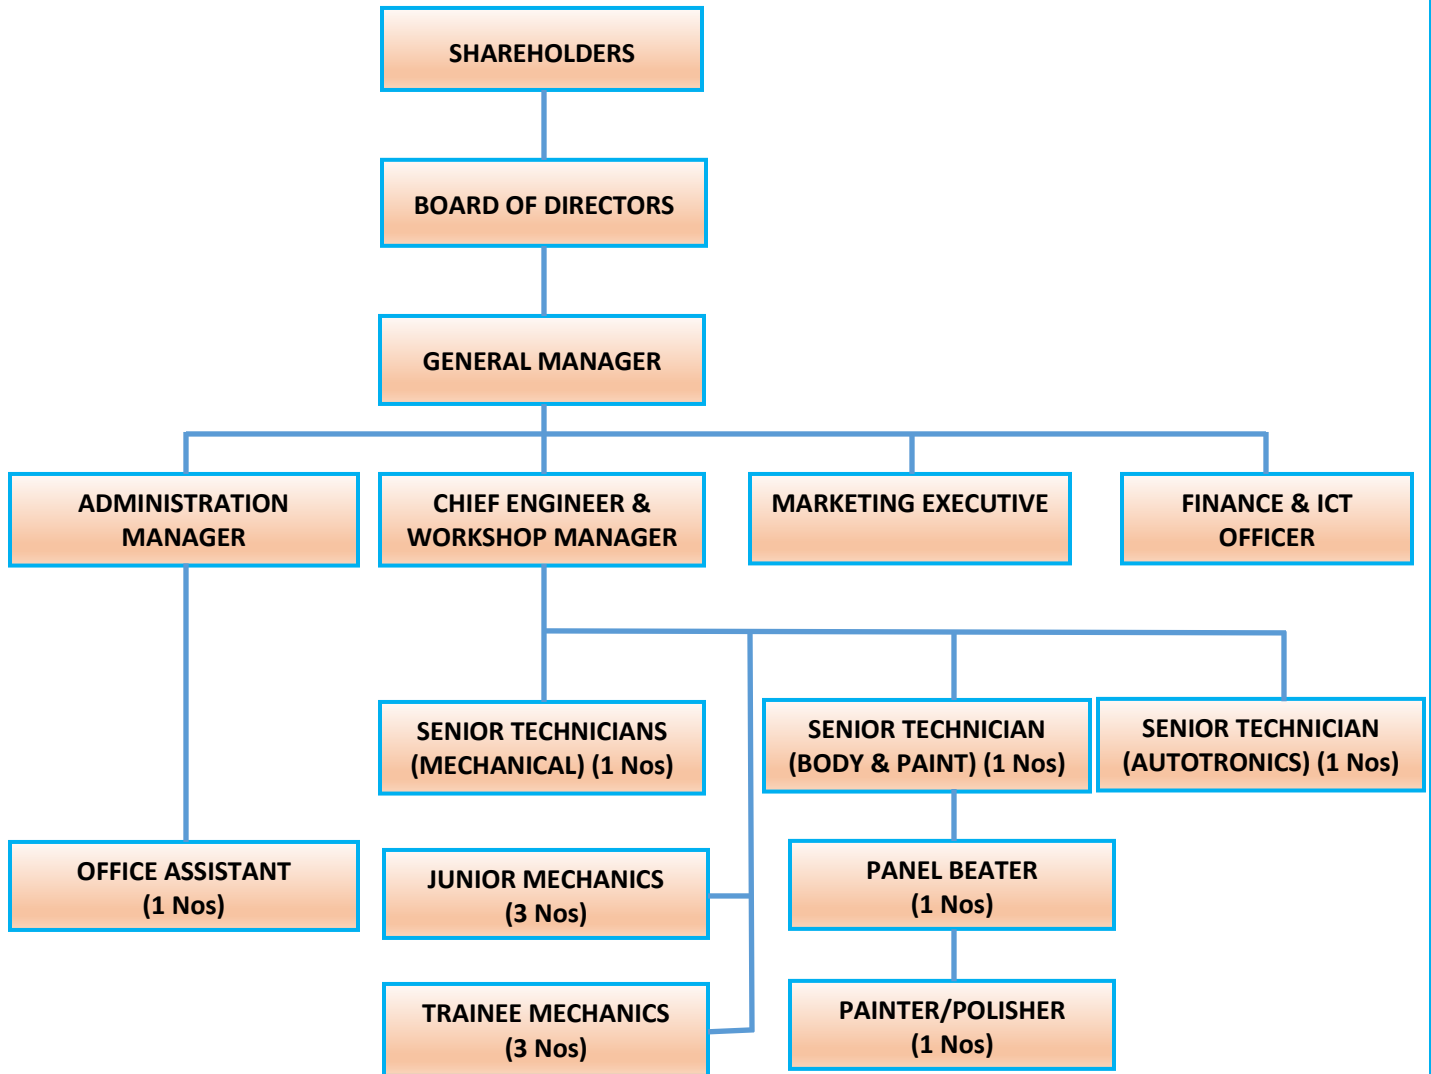 SHAREHOLDERS
BOARD OF DIRECTORS
GENERAL MANAGER
ADMINISTRATION
MANAGER
CHIEF ENGINEER &
WORKSHOP MANAGER
MARKETING EXECUTIVE
FINANCE & ICT
OFFICER
SENIOR TECHNICIANS
(MECHANICAL) (1 Nos)
SENIOR TECHNICIAN
(BODY & PAINT) (1 Nos)
SENIOR TECHNICIAN
(AUTOTRONICS) (1 Nos)
OFFICE ASSISTANT
(1 Nos)
JUNIOR MECHANICS
(3 Nos)
PANEL BEATER
(1 Nos)
TRAINEE MECHANICS
(3 Nos)
PAINTER/POLISHER
(1 Nos)